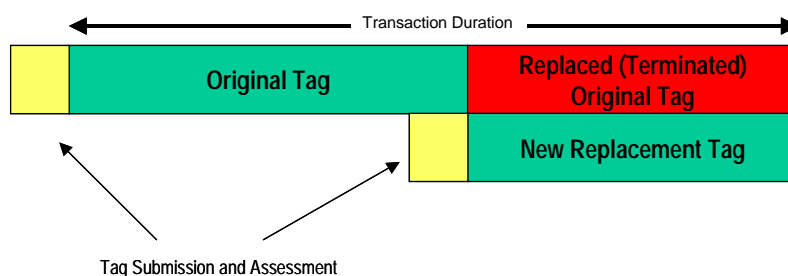 Transaction Duration
Original Tag
Replaced (Terminated)
Original Tag
New Replacement Tag
Tag Submission and Assessment